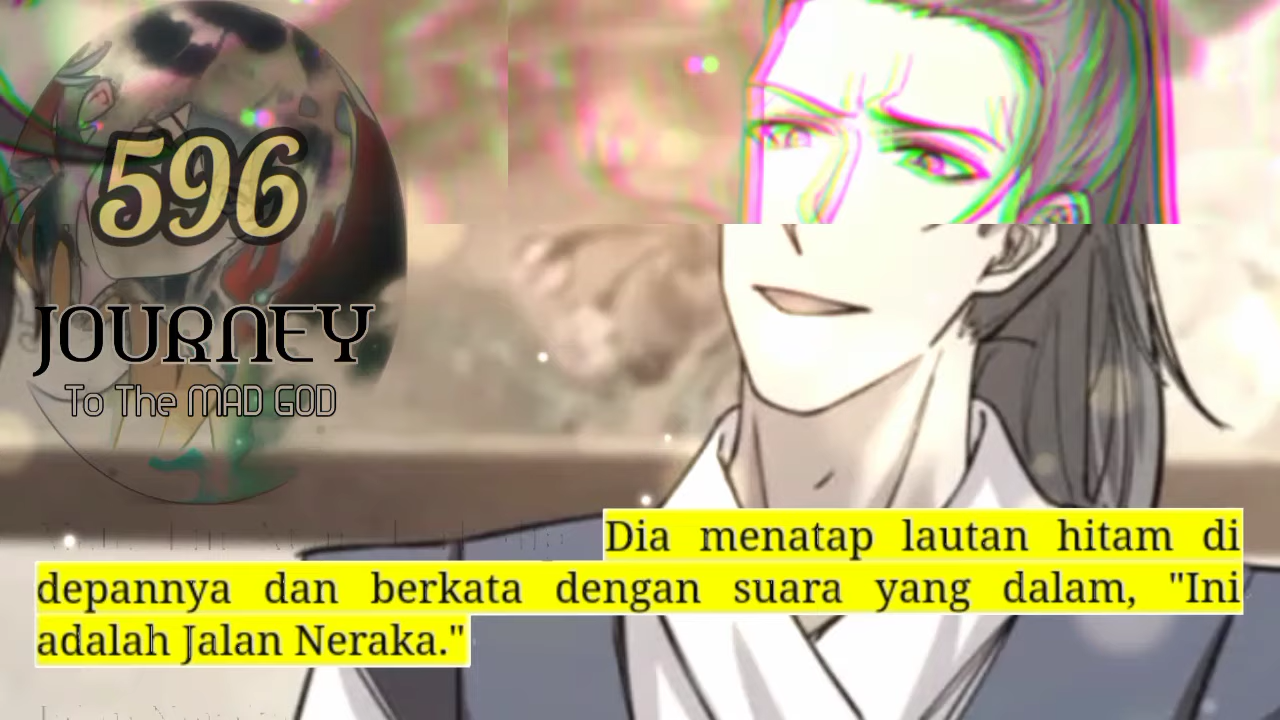 596
JOURNEY
To The MAD GOD
Dia menatap lautan hitam di
depannya dan berkata dengan suara yang dalam, "Ini
adalah Jalan Neraka."